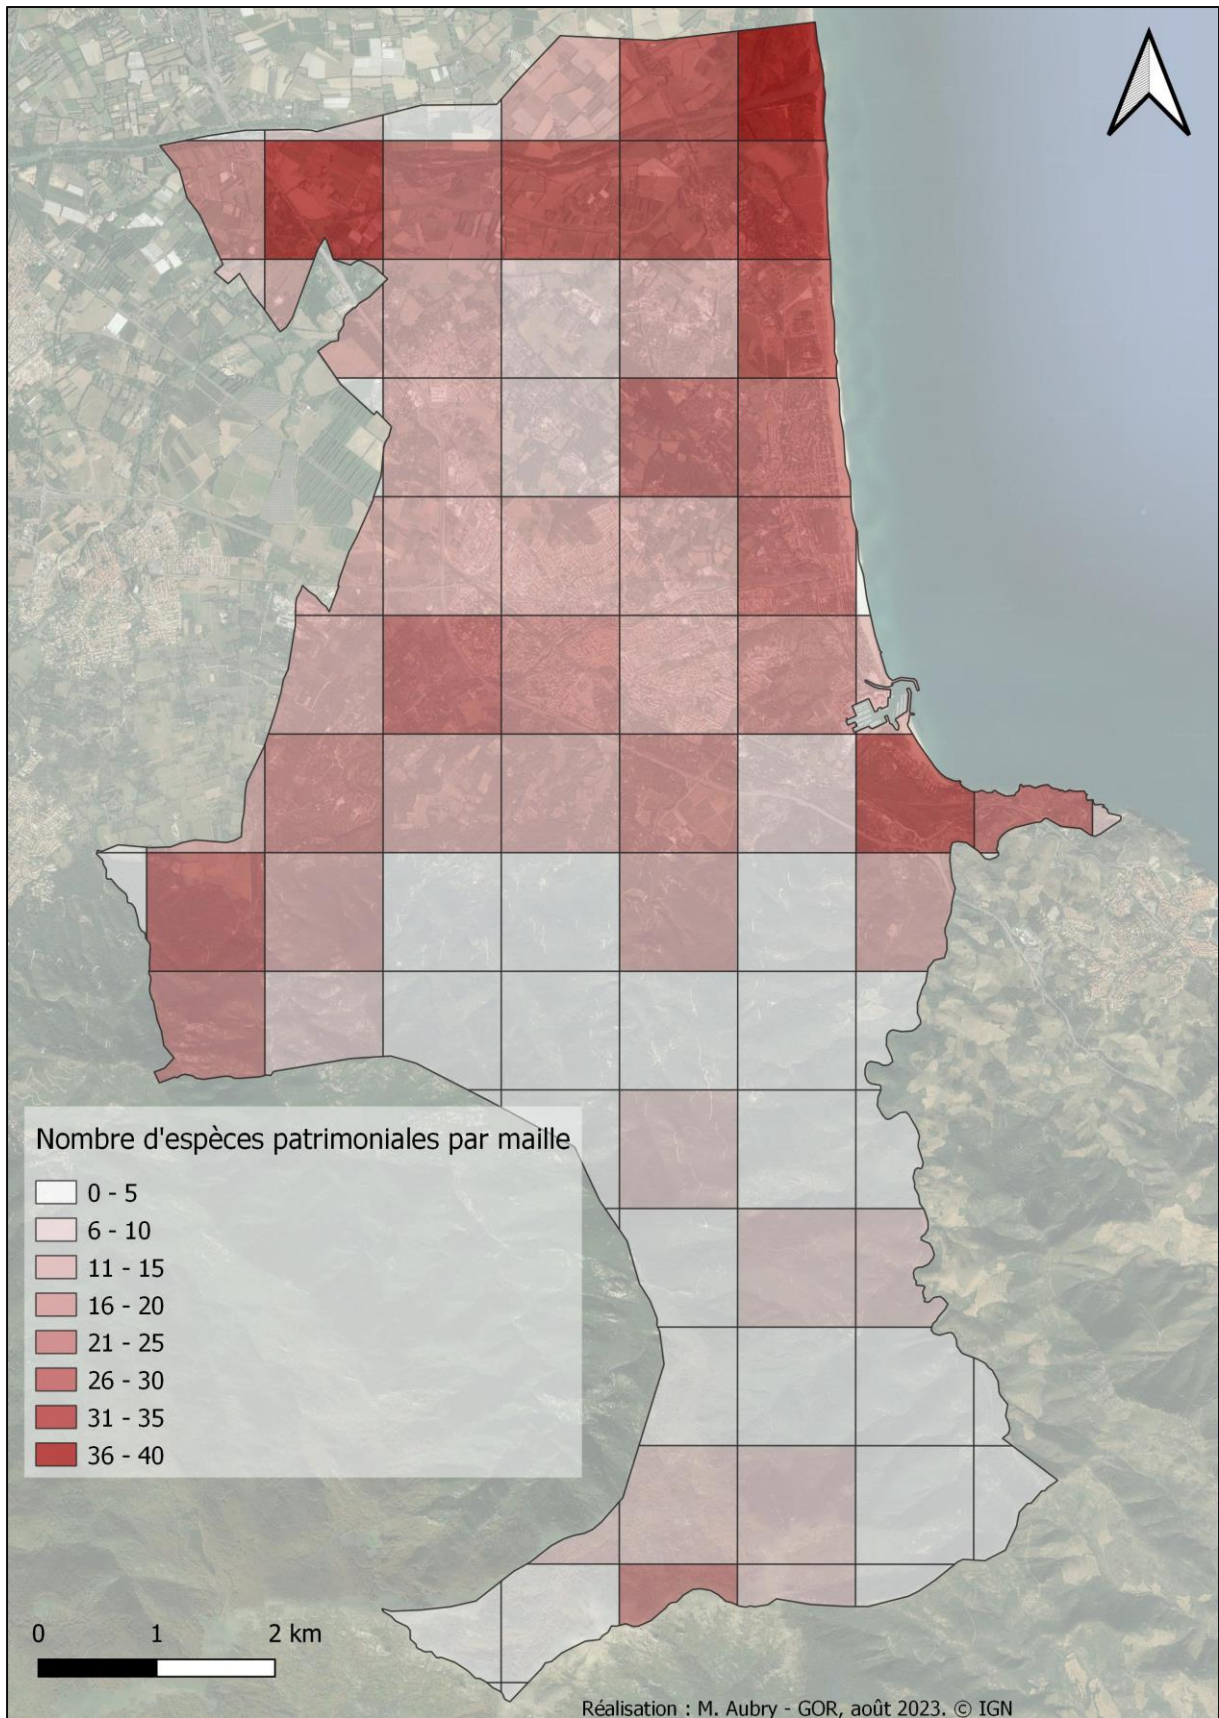 Nombre d'espèces patrimoniales par maille
0 - 5
6 - 10
11 - 15
16 - 20
21 - 25
26 - 30
31 - 35
36 - 40
0 1 2 km
Réalisation : M. Aubry - GOR, août 2023. © IGN